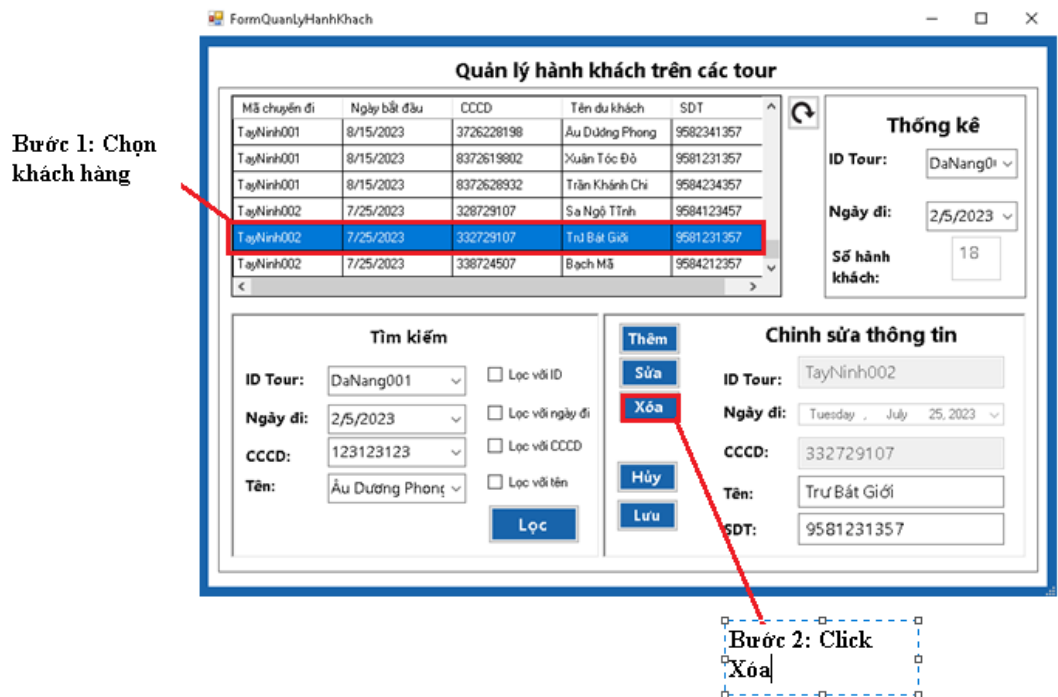 FormQuanLyHanhKhach
Quản lý hành khách trên các tour
Mã chuyến đi Ngày bắt đầu CCCD Tên du khách SDT
TayNinh001 8/15/2023 3726228198 Âu Dương Phong 9582341357
TayNinh001 8/15/2023 8372619802 Xuân Tóc Đỏ 9581231357
TayNinh001 8/15/2023 8372628932 Trần Khánh Chi 9584234357
TayNinh002 7/25/2023 328729107 Sa Ngộ Tĩnh 9584123457
TayNinh002 7/25/2023 332729107 Trư Bát Giới 9581231357
TayNinh002 7/25/2023 338724507 Bạch Mã 9584212357
Bước 1: Chọn
khách hàng
Thống kê
ID Tour: DaNang0
Ngày đi: 2/5/2023
Số hành
khách: 18
Tìm kiếm
ID Tour: DaNang001 Lọc với ID
Ngày đi: 2/5/2023 Lọc với ngày đi
CCCD: 123123123 Lọc với CCCD
Tên: Âu Dương Phong Lọc với tên
Lọc
Thêm
Sửa
Xóa
Hủy
Lưu
Chỉnh sửa thông tin
ID Tour: TayNinh002
Ngày đi: Tuesday , July 25, 2023
CCCD: 332729107
Tên: Trư Bát Giới
SDT: 9581231357
Bước 2: Click
Xóa